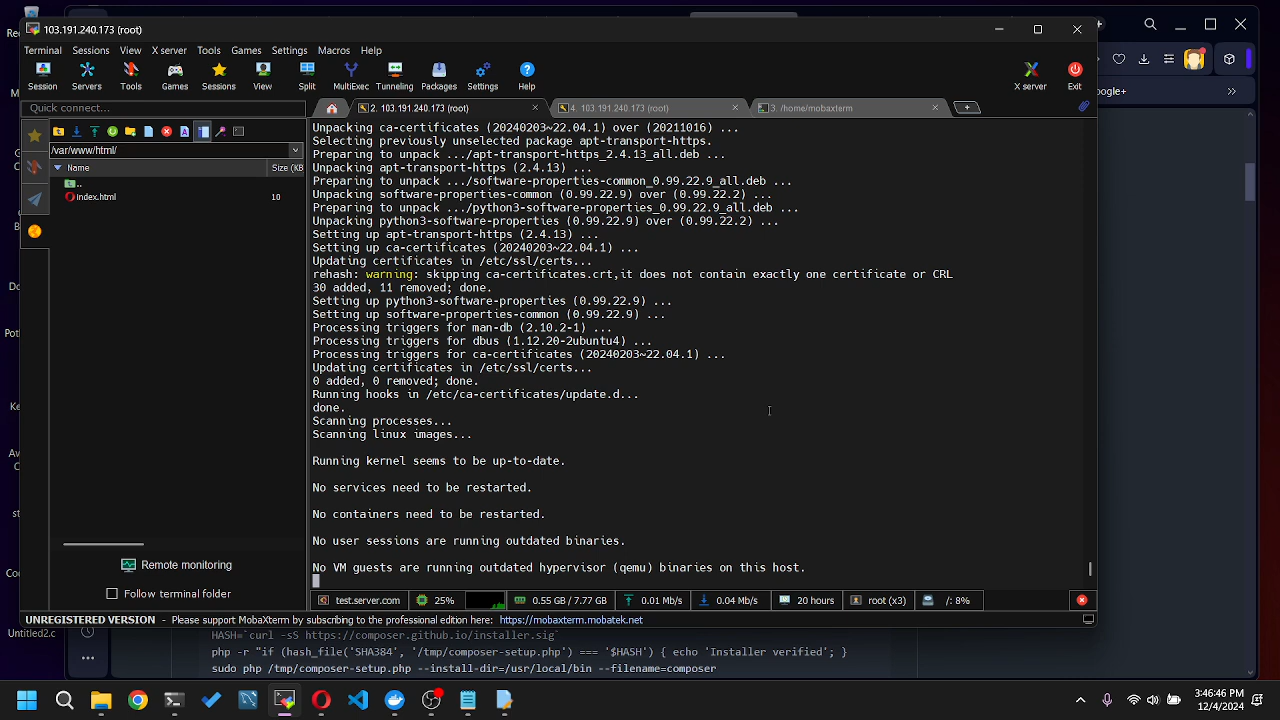 103.191.240.173 (root)
Terminal Sessions View X server Tools Games Settings Macros Help
Session Servers Tools Games Sessions View Split MultiExec Tunneling Packages Settings Help X server Exit
oogle+
Quick connect...
2. 103.191.240.173 (root)
4. 103.191.240.173 (root)
3. /home/mobaxterm
/var/www/html/
Name Size (KB
..
index.html 10
Unpacking ca-certificates (20240203~22.04.1) over (20211016) ...
Selecting previously unselected package apt-transport-https.
Preparing to unpack .../apt-transport-https_2.4.13_all.deb ...
Unpacking apt-transport-https (2.4.13) ...
Preparing to unpack .../software-properties-common_0.99.22.9_all.deb ...
Unpacking software-properties-common (0.99.22.9) over (0.99.22.2) ...
Preparing to unpack .../python3-software-properties_0.99.22.9_all.deb ...
Unpacking python3-software-properties (0.99.22.9) over (0.99.22.2) ...
Setting up apt-transport-https (2.4.13) ...
Setting up ca-certificates (20240203~22.04.1) ...
Updating certificates in /etc/ssl/certs...
rehash: warning: skipping ca-certificates.crt,it does not contain exactly one certificate or CRL
30 added, 11 removed; done.
Setting up python3-software-properties (0.99.22.9) ...
Setting up software-properties-common (0.99.22.9) ...
Processing triggers for man-db (2.10.2-1) ...
Processing triggers for dbus (1.12.20-2ubuntu4) ...
Processing triggers for ca-certificates (20240203~22.04.1) ...
Updating certificates in /etc/ssl/certs...
0 added, 0 removed; done.
Running hooks in /etc/ca-certificates/update.d...
done.
Scanning processes...
Scanning linux images...
Running kernel seems to be up-to-date.
No services need to be restarted.
No containers need to be restarted.
No user sessions are running outdated binaries.
No VM guests are running outdated hypervisor (qemu) binaries on this host.
Remote monitoring
Follow terminal folder
test.server.com 25% 0.55 GB / 7.77 GB 0.01 Mb/s 0.04 Mb/s 20 hours root (x3) /: 8%
UNREGISTERED VERSION - Please support MobaXterm by subscribing to the professional edition here: https://mobaxterm.mobatek.net
Untitled2.c
HASH=`curl -sS https://composer.github.io/installer.sig`
php -r "if (hash_file('SHA384', '/tmp/composer-setup.php') === '$HASH') { echo 'Installer verified'; }
sudo php /tmp/composer-setup.php --install-dir=/usr/local/bin --filename=composer
3:46:46 PM
12/4/2024